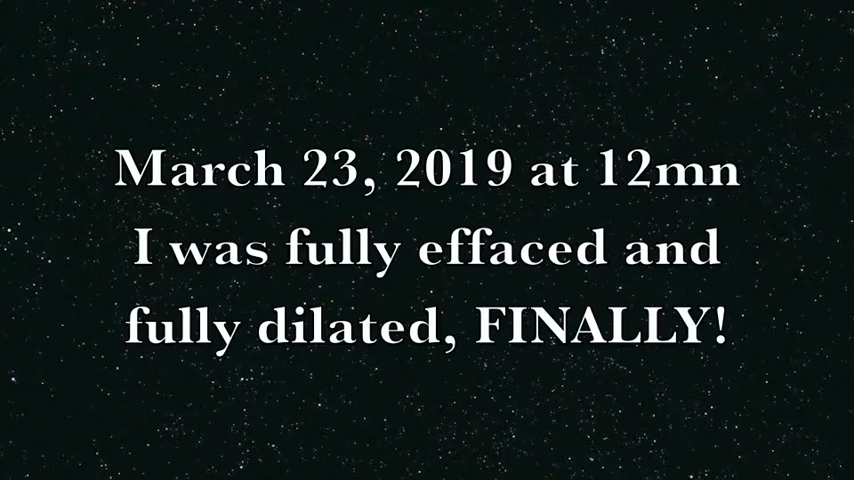 March 23, 2019 at 12mn
I was fully effaced and
fully dilated, FINALLY!